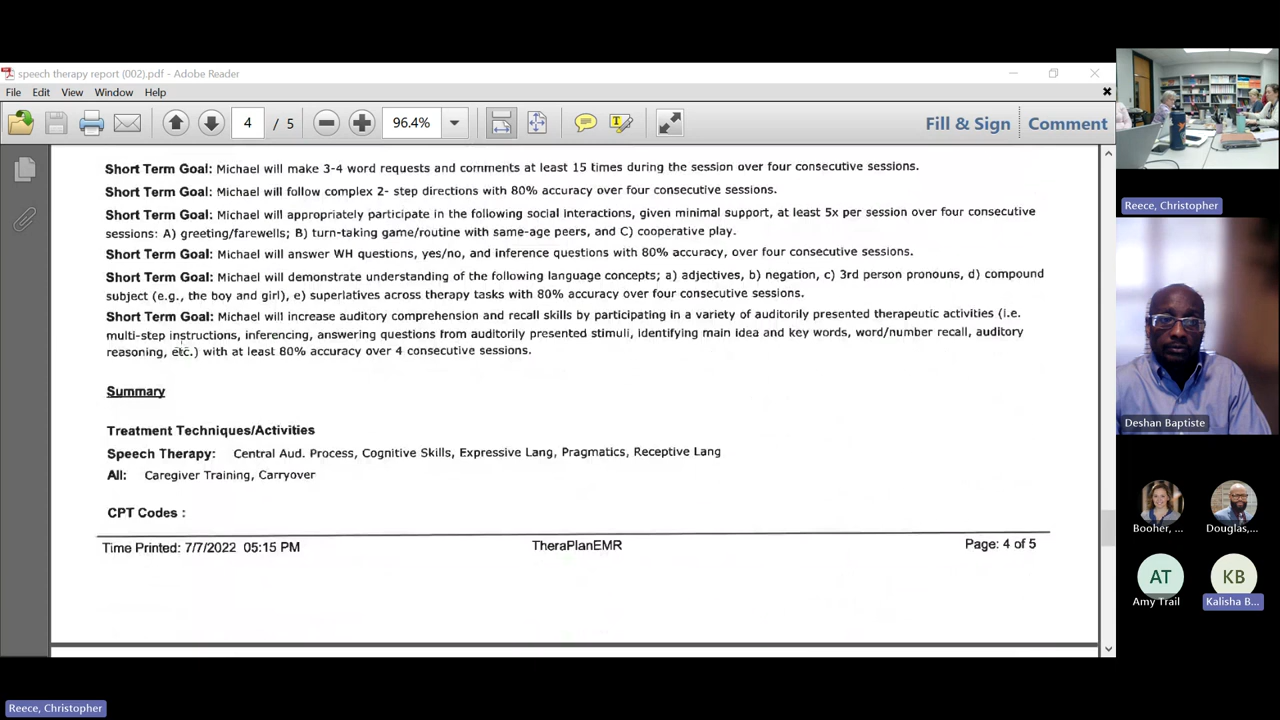 speech therapy report (002).pdf - Adobe Reader
File Edit View Window Help
4 / 5 96.4% Fill & Sign Comment
Short Term Goal: Michael will make 3-4 word requests and comments at least 15 times during the session over four consecutive sessions.
Short Term Goal: Michael will follow complex 2- step directions with 80% accuracy over four consecutive sessions.
Short Term Goal: Michael will appropriately participate in the following social interactions, given minimal support, at least 5x per session over four consecutive
sessions: A) greeting/farewells; B) turn-taking game/routine with same-age peers, and C) cooperative play.
Short Term Goal: Michael will answer WH questions, yes/no, and inference questions with 80% accuracy, over four consecutive sessions.
Short Term Goal: Michael will demonstrate understanding of the following language concepts; a) adjectives, b) negation, c) 3rd person pronouns, d) compound
subject (e.g., the boy and girl), e) superlatives across therapy tasks with 80% accuracy over four consecutive sessions.
Short Term Goal: Michael will increase auditory comprehension and recall skills by participating in a variety of auditorily presented therapeutic activities (i.e.
multi-step instructions, inferencing, answering questions from auditorily presented stimuli, identifying main idea and key words, word/number recall, auditory
reasoning, etc.) with at least 80% accuracy over 4 consecutive sessions.
Summary
Treatment Techniques/Activities
Speech Therapy: Central Aud. Process, Cognitive Skills, Expressive Lang, Pragmatics, Receptive Lang
All: Caregiver Training, Carryover
CPT Codes :
Time Printed: 7/7/2022 05:15 PM TheraPlanEMR Page: 4 of 5
Reece, Christopher
Deshan Baptiste
Booher, ... Douglas,...
AT KB
Amy Trail Kalisha B...
Reece, Christopher